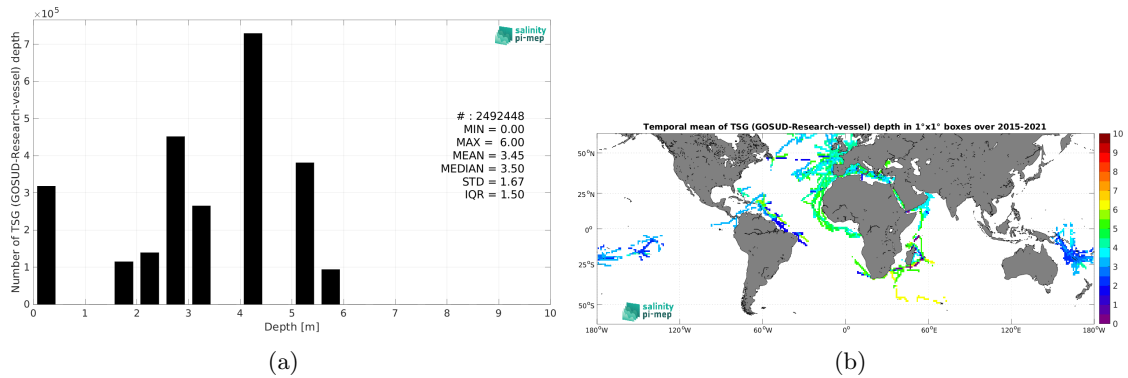 ×10⁵
7
6
5
4
3
2
1
0
Number of TSG (GOSUD-Research-vessel) depth
salinity
pi-mep
# : 2492448
MIN = 0.00
MAX = 6.00
MEAN = 3.45
MEDIAN = 3.50
STD = 1.67
IQR = 1.50
0 1 2 3 4 5 6 7 8 9 10
Depth [m]
(a)
Temporal mean of TSG (GOSUD-Research-vessel) depth in 1°x1° boxes over 2015-2021
50°N
25°N
0°
25°S
50°S
180°W 120°W 60°W 0° 60°E 120°E 180°W
salinity
pi-mep
10
9
8
7
6
5
4
3
2
1
0
(b)